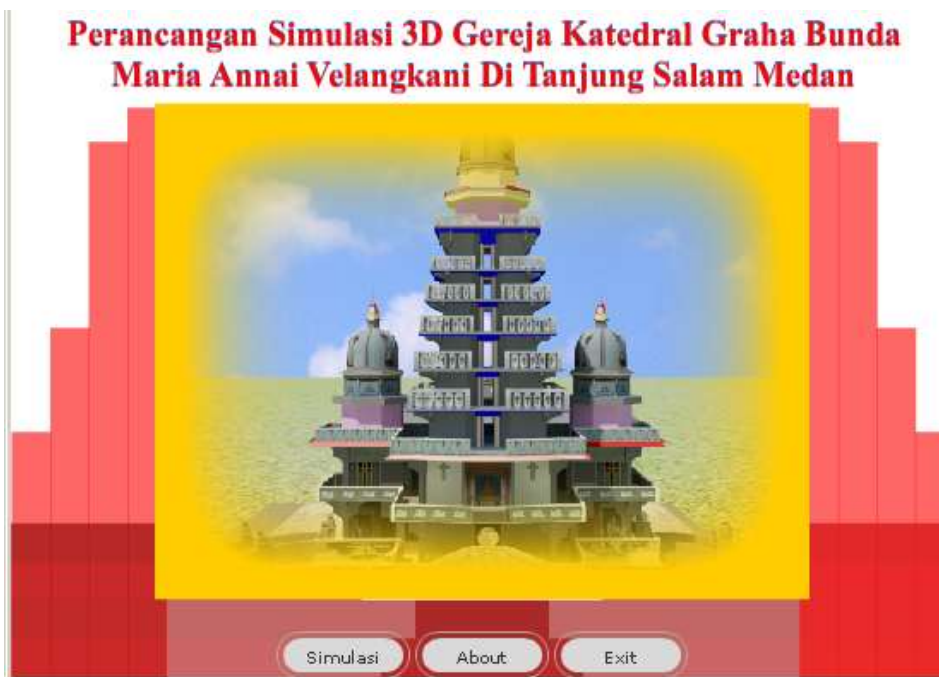 Perancangan Simulasi 3D Gereja Katedral Graha Bunda
Maria Annai Velangkani Di Tanjung Salam Medan
Simulasi
About
Exit